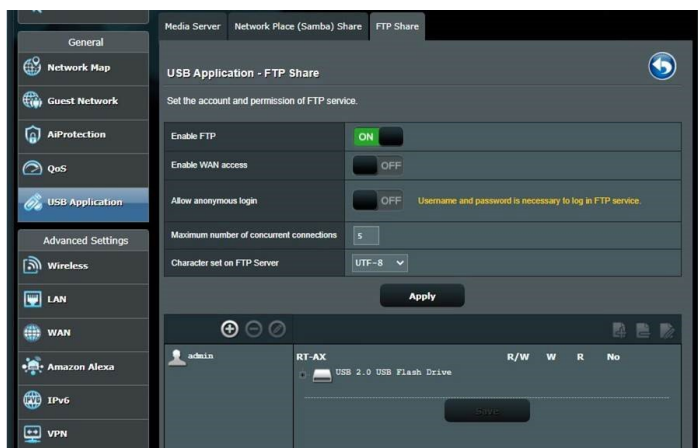 Media Server
Network Place (Samba) Share
FTP Share
General
Network Map
Guest Network
AiProtection
QoS
USB Application
Advanced Settings
Wireless
LAN
WAN
Amazon Alexa
IPv6
VPN
USB Application - FTP Share
Set the account and permission of FTP service.
Enable FTP
ON
Enable WAN access
OFF
Allow anonymous login
OFF
Username and password is necessary to log in FTP service.
Maximum number of concurrent connections
5
Character set on FTP Server
UTF-8
Apply
admin
RT-AX
R/W W R No
USB 2.0 USB Flash Drive
Save